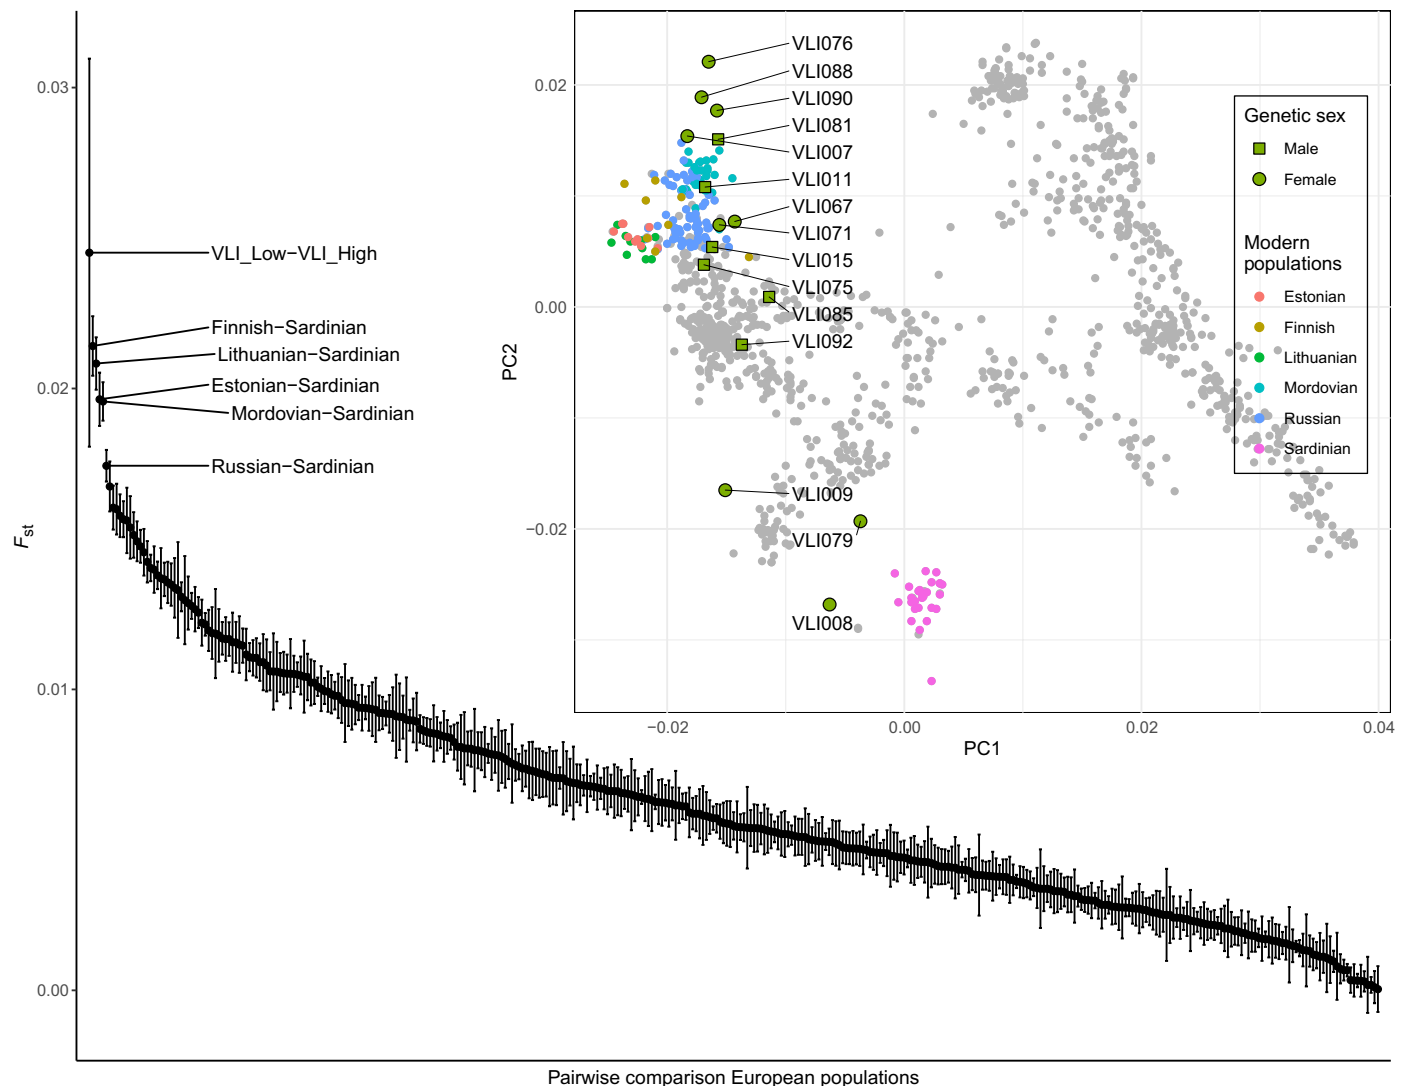 0.03
0.02
0.01
0.00
Fst
VLI_Low−VLI_High
Finnish−Sardinian
Lithuanian−Sardinian
Estonian−Sardinian
Mordovian−Sardinian
Russian−Sardinian
Pairwise comparison European populations
0.02
0.00
−0.02
PC2
VLI076
VLI088
VLI090
VLI081
VLI007
VLI011
VLI067
VLI071
VLI015
VLI075
VLI085
VLI092
VLI009
VLI079
VLI008
−0.02
0.00
0.02
0.04
PC1
Genetic sex
Male
Female
Modern
populations
Estonian
Finnish
Lithuanian
Mordovian
Russian
Sardinian